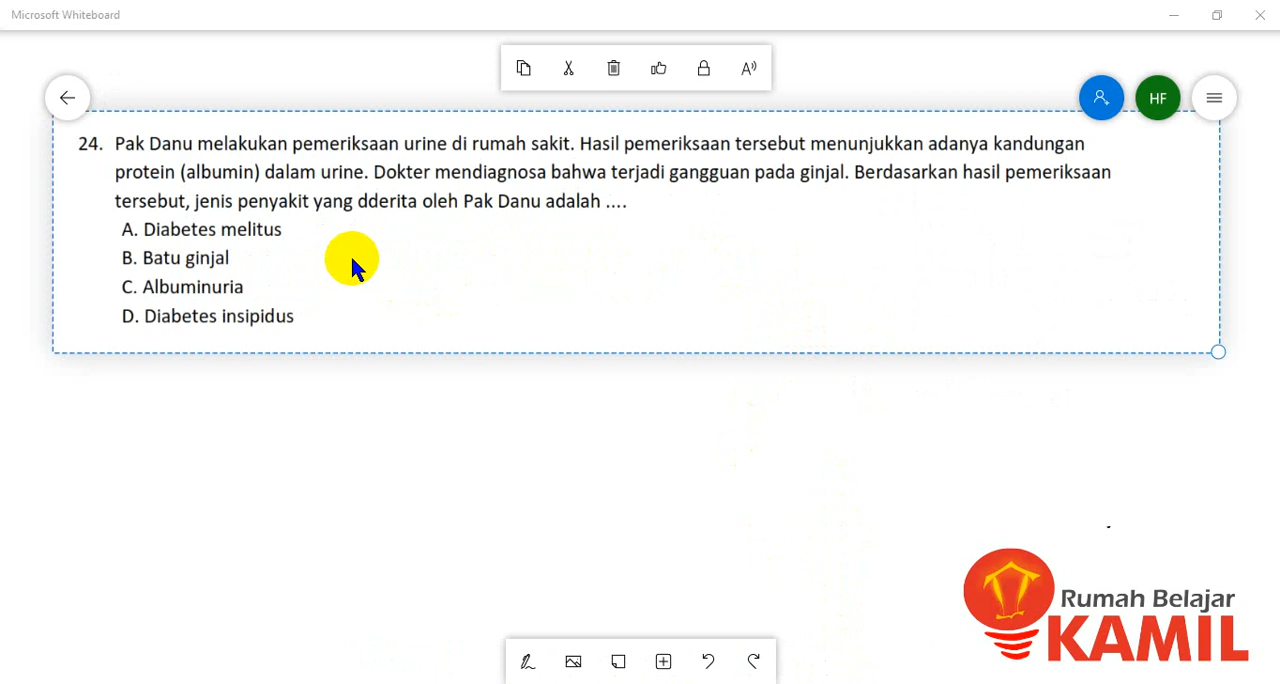 Microsoft Whiteboard
HF
24. Pak Danu melakukan pemeriksaan urine di rumah sakit. Hasil pemeriksaan tersebut menunjukkan adanya kandungan
protein (albumin) dalam urine. Dokter mendiagnosa bahwa terjadi gangguan pada ginjal. Berdasarkan hasil pemeriksaan
tersebut, jenis penyakit yang dderita oleh Pak Danu adalah ....
A. Diabetes melitus
B. Batu ginjal
C. Albuminuria
D. Diabetes insipidus
Rumah Belajar
KAMIL